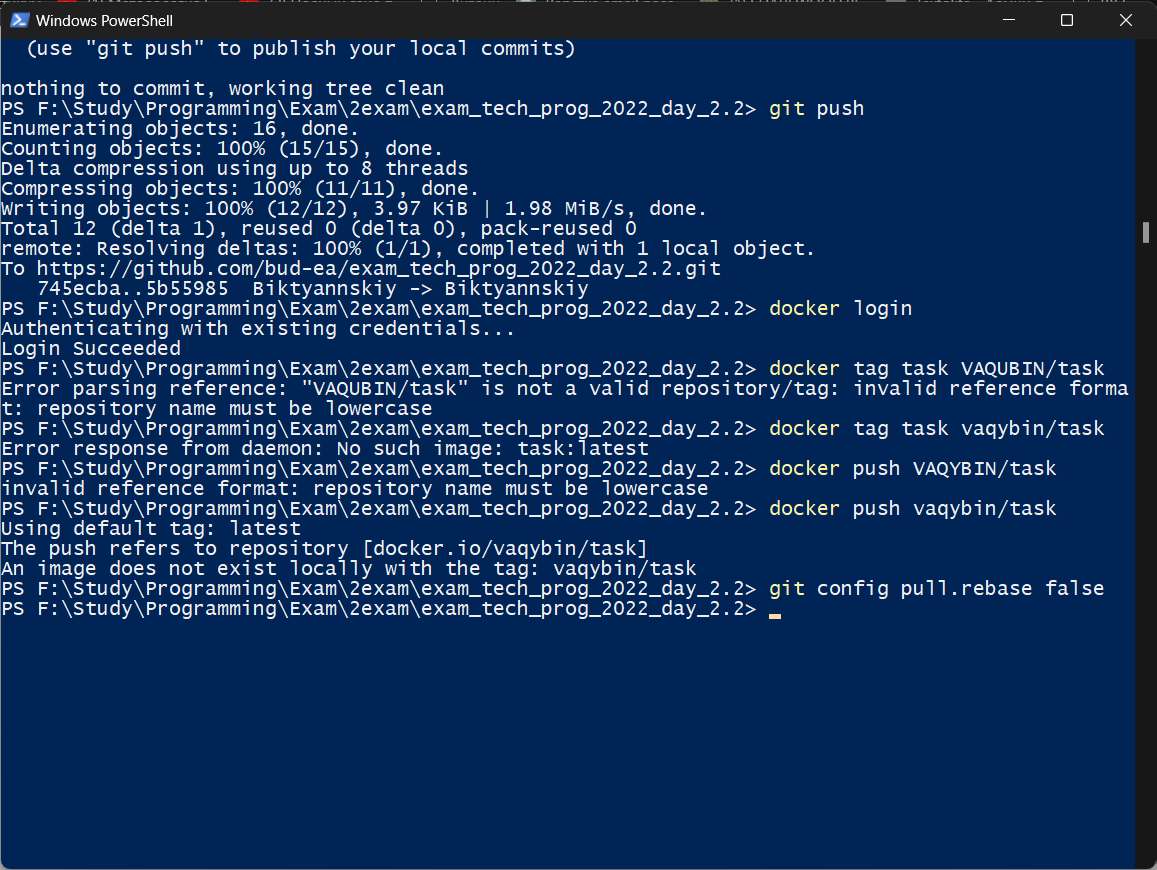 Windows PowerShell
(use "git push" to publish your local commits)
nothing to commit, working tree clean
PS F:\Study\Programming\Exam\2exam\exam_tech_prog_2022_day_2.2> git push
Enumerating objects: 16, done.
Counting objects: 100% (15/15), done.
Delta compression using up to 8 threads
Compressing objects: 100% (11/11), done.
Writing objects: 100% (12/12), 3.97 KiB | 1.98 MiB/s, done.
Total 12 (delta 1), reused 0 (delta 0), pack-reused 0
remote: Resolving deltas: 100% (1/1), completed with 1 local object.
To https://github.com/bud-ea/exam_tech_prog_2022_day_2.2.git
745ecba..5b55985  Biktyannskiy -> Biktyannskiy
PS F:\Study\Programming\Exam\2exam\exam_tech_prog_2022_day_2.2> docker login
Authenticating with existing credentials...
Login Succeeded
PS F:\Study\Programming\Exam\2exam\exam_tech_prog_2022_day_2.2> docker tag task VAQUBIN/task
Error parsing reference: "VAQUBIN/task" is not a valid repository/tag: invalid reference forma
t: repository name must be lowercase
PS F:\Study\Programming\Exam\2exam\exam_tech_prog_2022_day_2.2> docker tag task vaqybin/task
Error response from daemon: No such image: task:latest
PS F:\Study\Programming\Exam\2exam\exam_tech_prog_2022_day_2.2> docker push VAQYBIN/task
invalid reference format: repository name must be lowercase
PS F:\Study\Programming\Exam\2exam\exam_tech_prog_2022_day_2.2> docker push vaqybin/task
Using default tag: latest
The push refers to repository [docker.io/vaqybin/task]
An image does not exist locally with the tag: vaqybin/task
PS F:\Study\Programming\Exam\2exam\exam_tech_prog_2022_day_2.2> git config pull.rebase false
PS F:\Study\Programming\Exam\2exam\exam_tech_prog_2022_day_2.2>